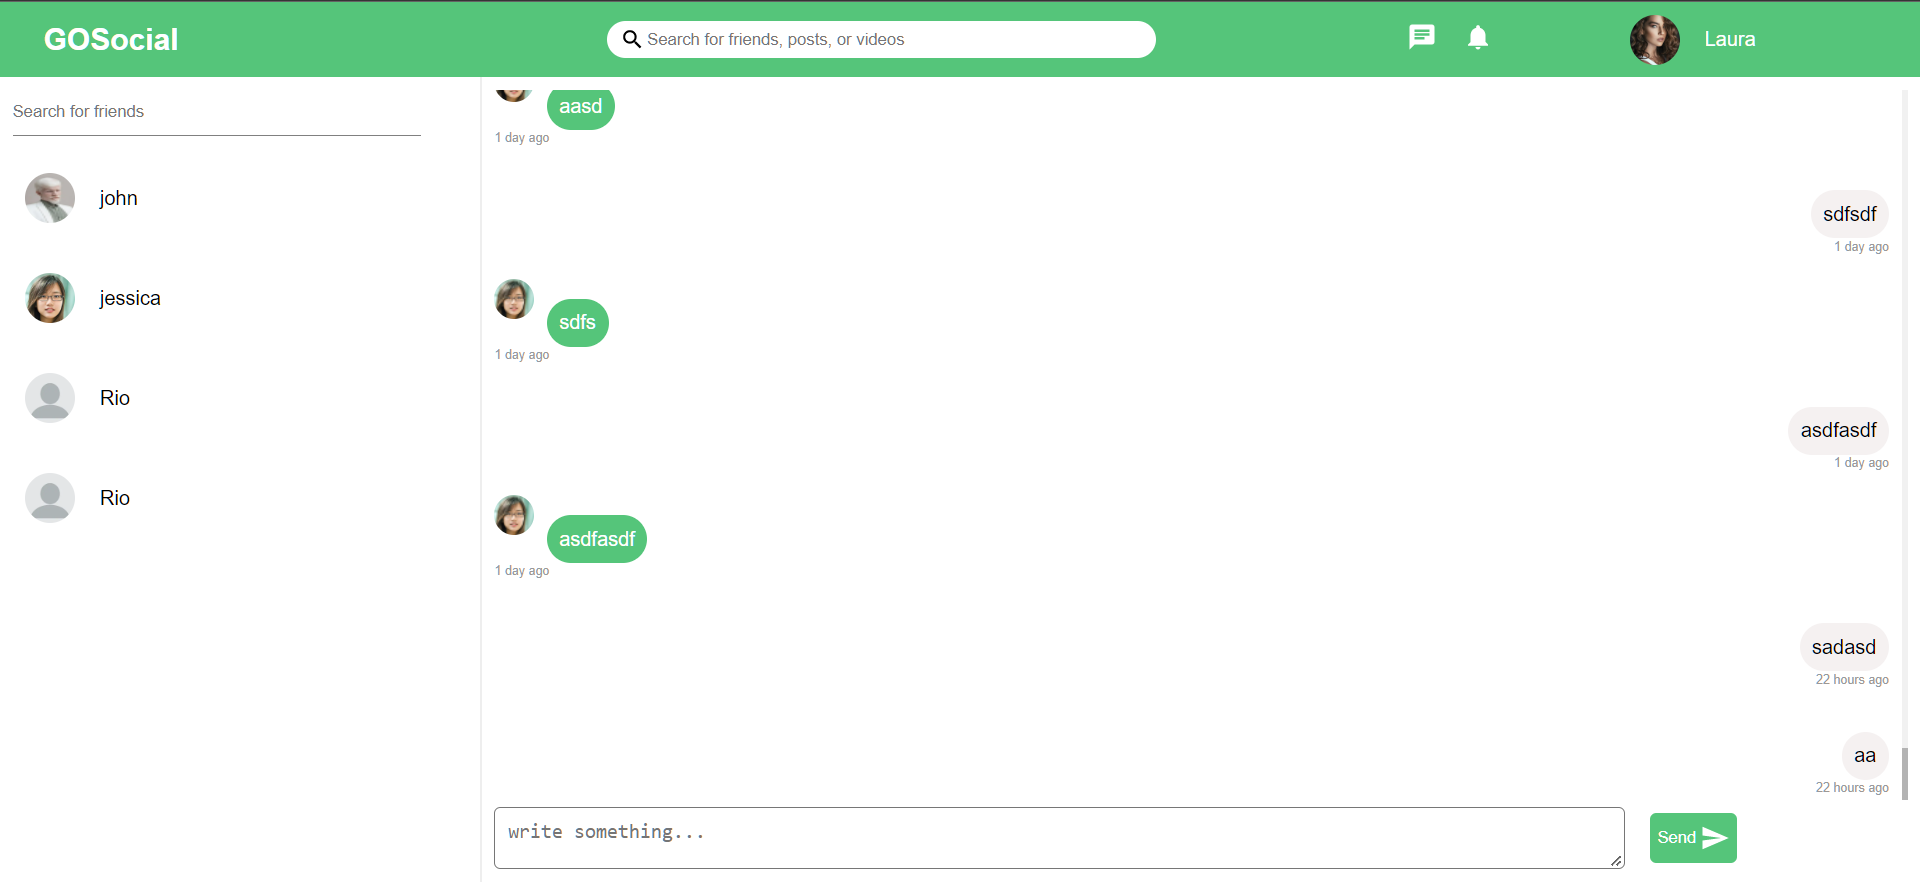 GOSocial
Search for friends, posts, or videos
Laura
Search for friends
john
jessica
Rio
Rio
aasd
1 day ago
sdfsdf
1 day ago
sdfs
1 day ago
asdfasdf
1 day ago
asdfasdf
1 day ago
sadasd
22 hours ago
aa
22 hours ago
write something...
Send